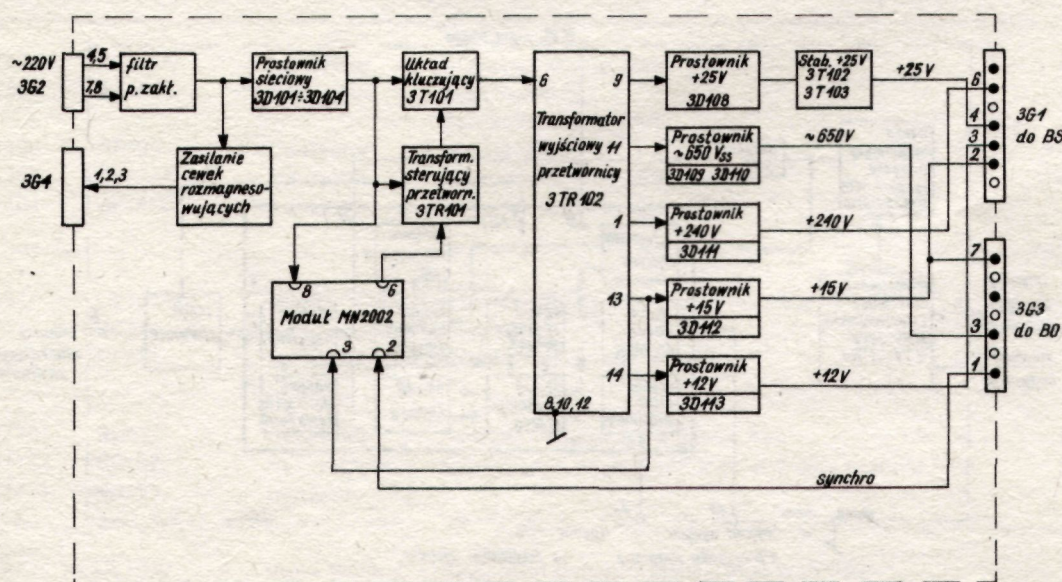 ~220V
3G2
4,5
7,8
filtr
p.zakł.
Prostownik
sieciowy
3D101÷3D104
Układ
kluczujący
3T101
3G4
1,2,3
Zasilanie
cewek
rozmagneso-
wujących
Transform.
sterujący
przetworn.
3TR101
8
6
Moduł MN2002
3
2
6
9
Transformator
wyjściowy 11
przetwornicy
3TR102
1
13
14
8,10,12
Prostownik
+25V
3D108
Stab. +25V
3T102
3T103
+25V
Prostownik
~650 Vss
3D109 3D110
~650V
Prostownik
+240V
3D111
+240V
Prostownik
+15V
3D112
+15V
Prostownik
+12V
3D113
+12V
synchro
6
4
3
2
3G1
do BS
7
3
1
3G3
do BO